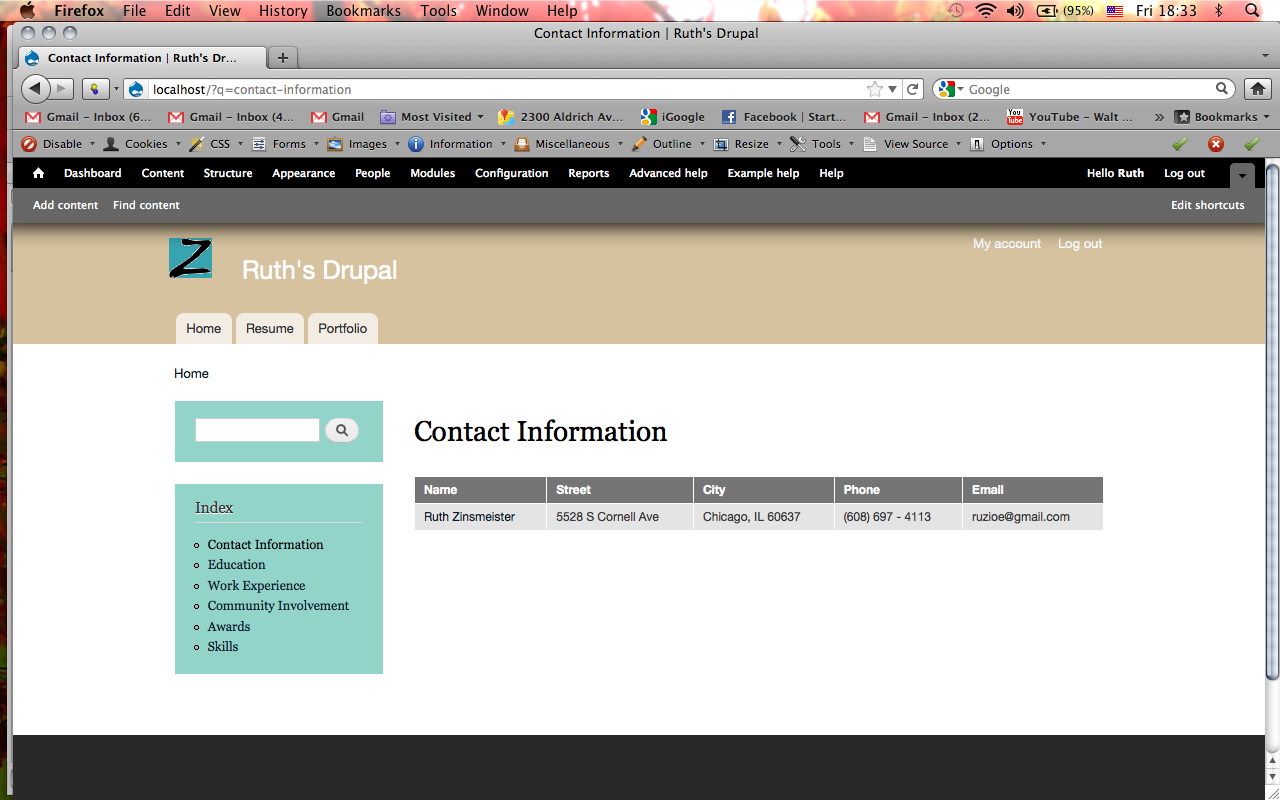 Firefox File Edit View History Bookmarks Tools Window Help (95%) Fri 18:33
Contact Information | Ruth's Drupal
Contact Information | Ruth's Dr... +
localhost/?q=contact-information Google
Gmail – Inbox (6... Gmail – Inbox (4... Gmail Most Visited 2300 Aldrich Av... iGoogle Facebook | Start... Gmail – Inbox (2... You Tube YouTube – Walt ... » Bookmarks
Disable Cookies CSS Forms Images Information Miscellaneous Outline Resize Tools View Source Options
Dashboard Content Structure Appearance People Modules Configuration Reports Advanced help Example help Help Hello Ruth Log out
Add content Find content Edit shortcuts
My account Log out
Z Ruth's Drupal
Home Resume Portfolio
Home
Contact Information
Name Street City Phone Email
Ruth Zinsmeister 5528 S Cornell Ave Chicago, IL 60637 (608) 697 - 4113 ruzioe@gmail.com
Index
Contact Information
Education
Work Experience
Community Involvement
Awards
Skills